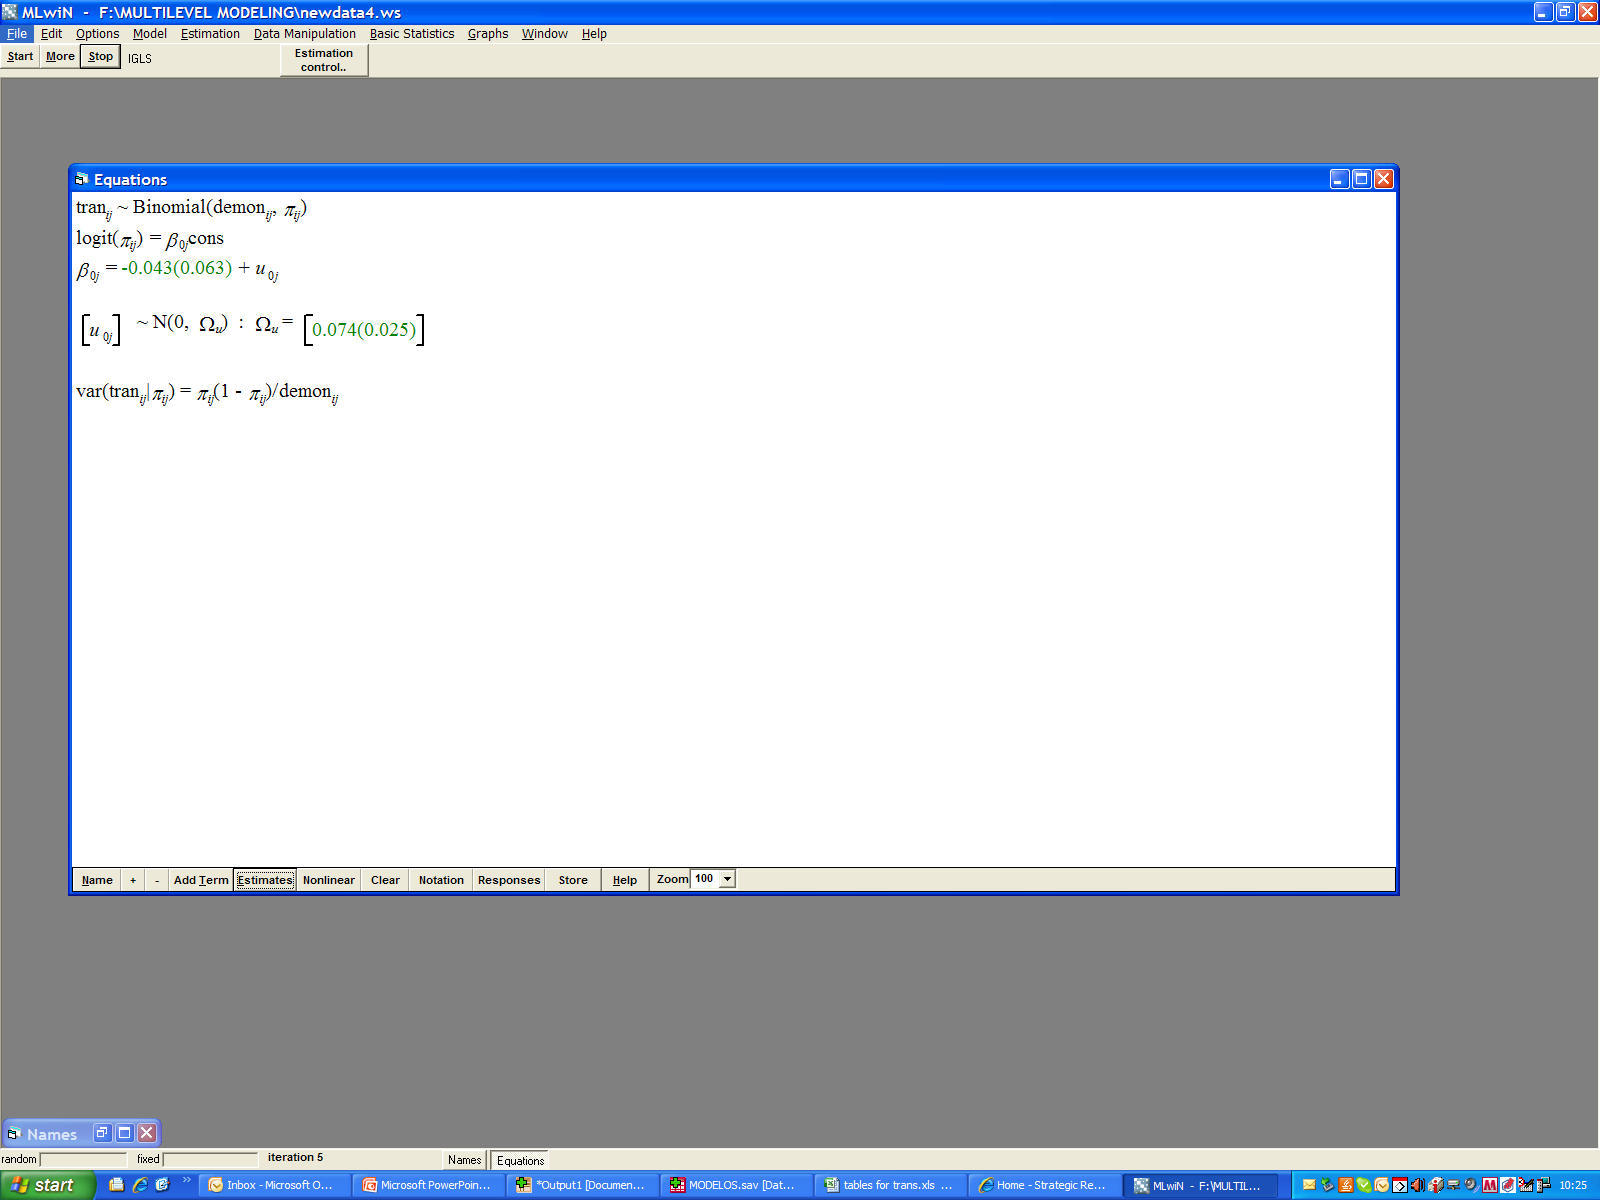 MLwiN - F:\MULTILEVEL MODELING\newdata4.ws
File Edit Options Model Estimation Data Manipulation Basic Statistics Graphs Window Help
Start More Stop IGLS Estimation control..
Equations
tranij ~ Binomial(demonij, πij)
logit(πij) = β0jcons
β0j = -0.043(0.063) + u0j
[u0j] ~ N(0, Ωu) : Ωu = [0.074(0.025)]
var(tranij|πij) = πij(1 - πij)/demonij
Name + - Add Term Estimates Nonlinear Clear Notation Responses Store Help Zoom 100
Names
random fixed iteration 5 Names Equations
start Inbox - Microsoft O... Microsoft PowerPoin... *Output1 [Documen... MODELOS.sav [Dat... tables for trans.xls ... Home - Strategic Re... MLwiN - F:\MULTIL... 10:25